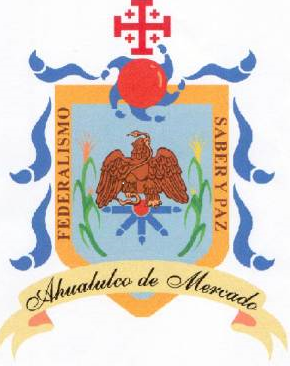 FEDERALISMO
SABER Y PAZ
Ahualulco de Mercado